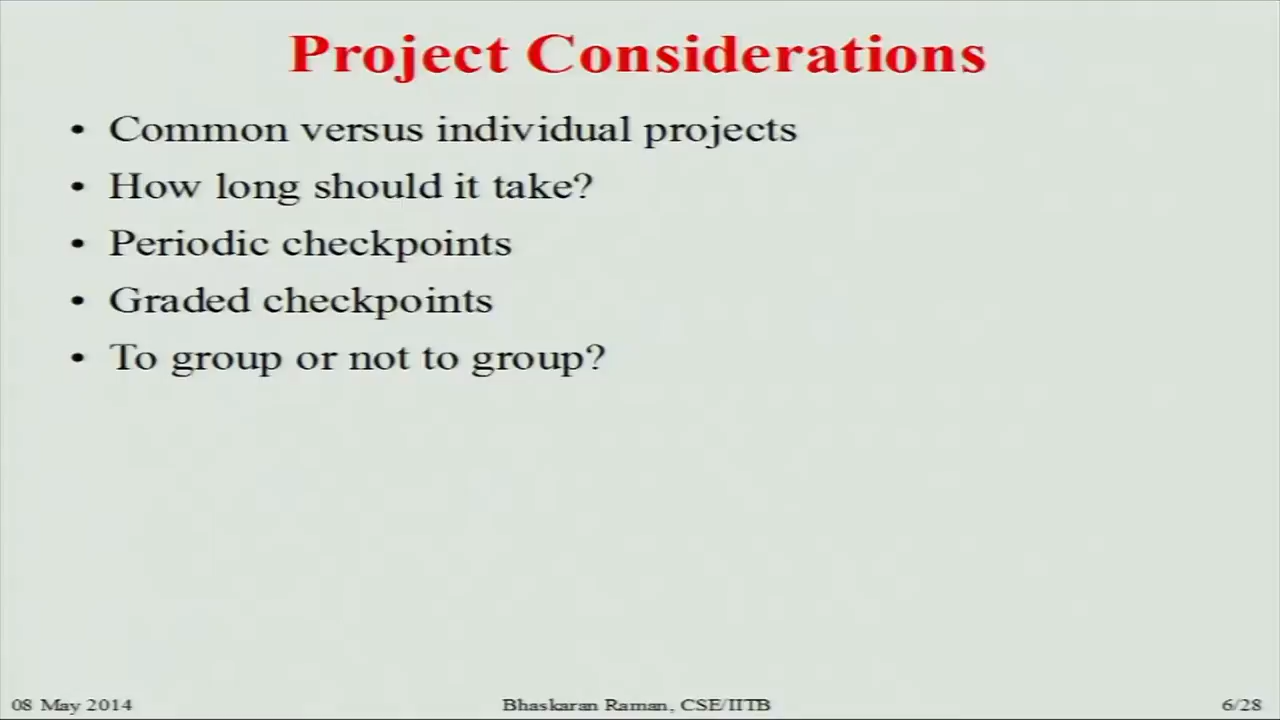 Project Considerations
• Common versus individual projects
• How long should it take?
• Periodic checkpoints
• Graded checkpoints
• To group or not to group?
08 May 2014
Bhaskaran Raman, CSE/IITB
6/28